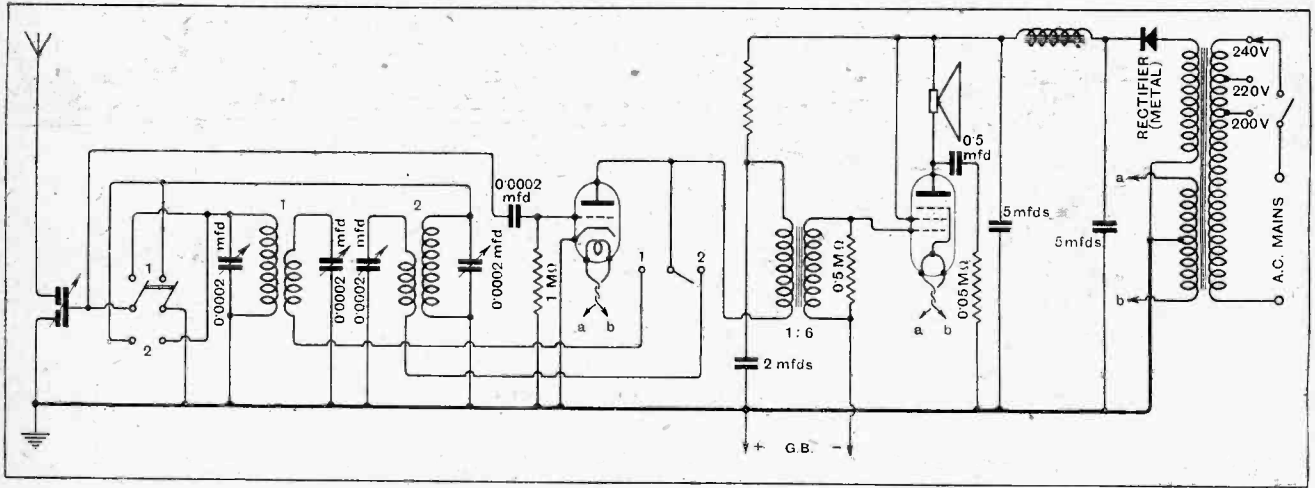 1
2
0·0002 mfd
1
0·0002 mfd
0·0002 mfd
2
0·0002 mfd
0·0002
mfd
1 MΩ
a b
1
2
1 : 6
0·5 MΩ
2 mfds
+ G.B. −
0·5
mfd
a b
0·05 MΩ
5 mfds
5 mfds
RECTIFIER
(METAL)
a
b
240V
220V
200V
A.C. MAINS